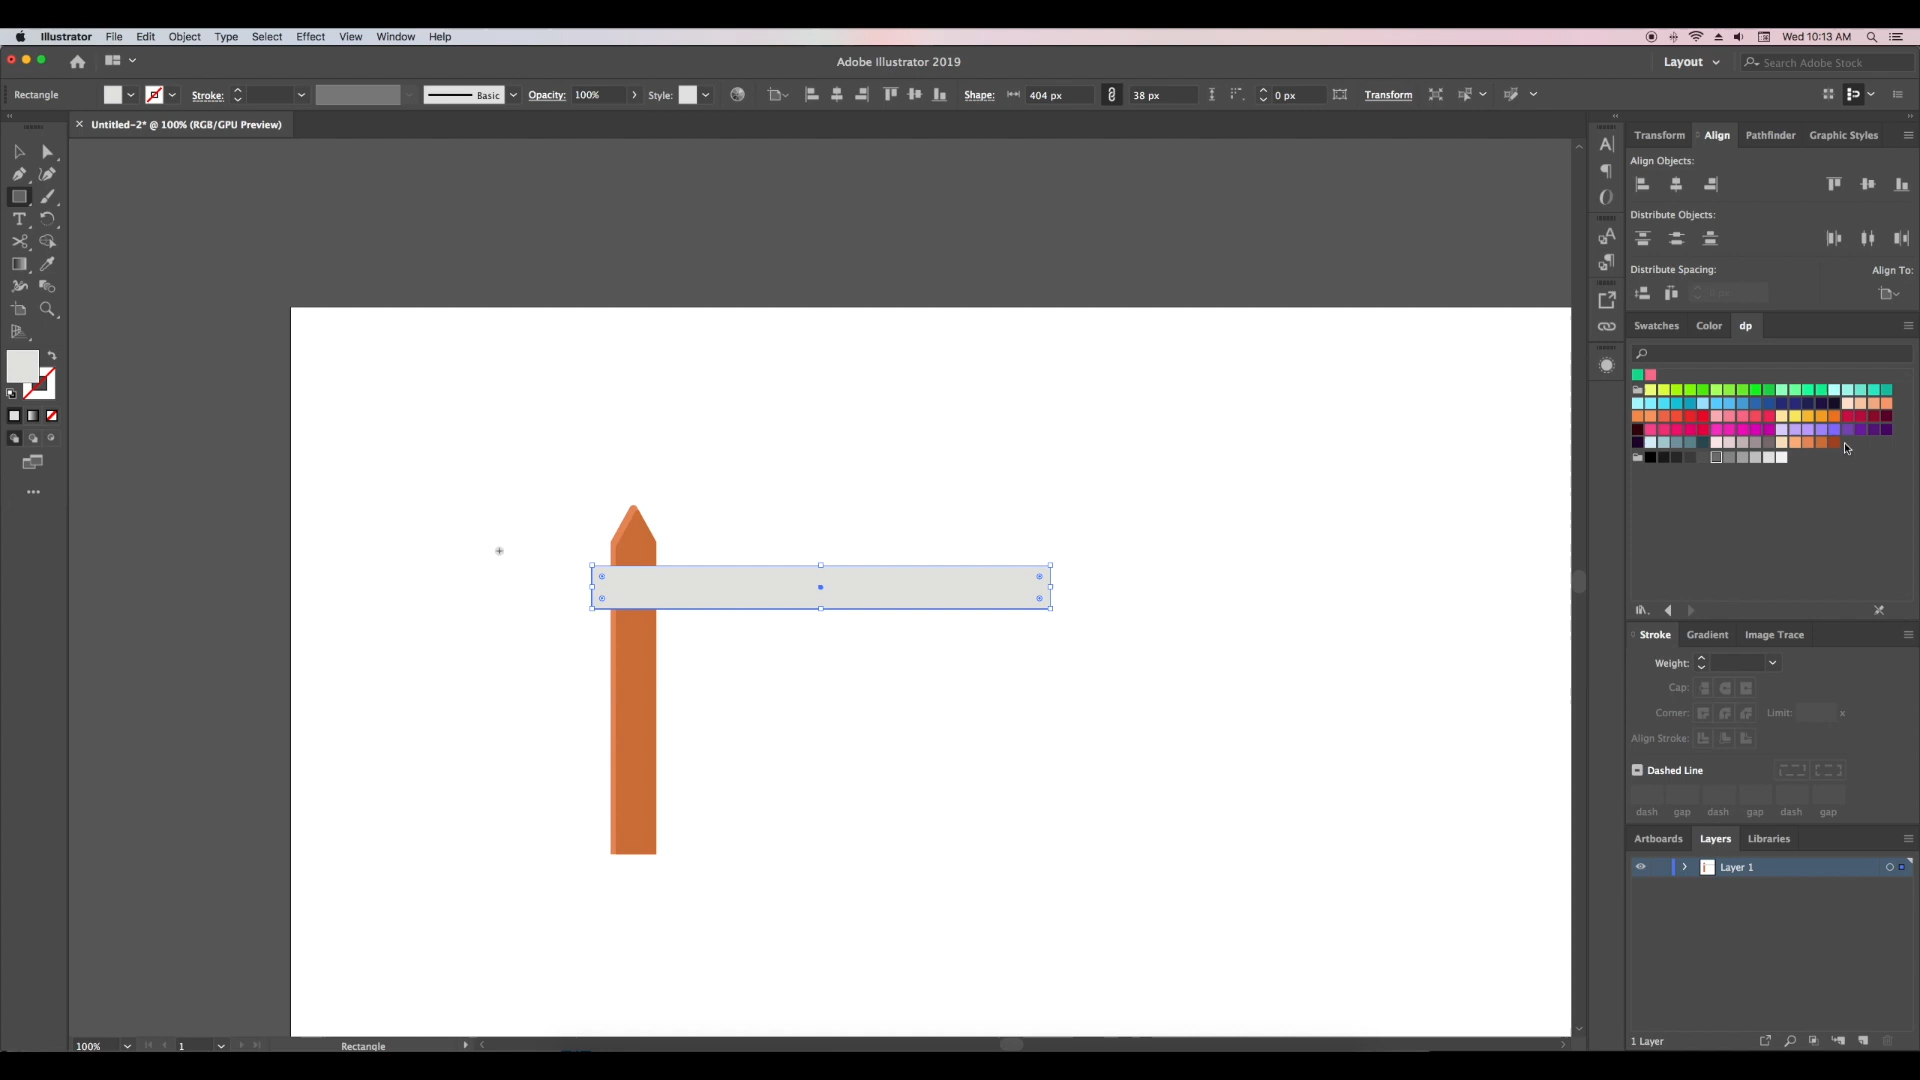 Illustrator File Edit Object Type Select Effect View Window Help
Wed 10:13 AM
Adobe Illustrator 2019
Layout
Search Adobe Stock
Rectangle
Stroke:
Basic
Opacity: 100%
Style:
Shape: 404 px
38 px
0 px
Transform
Untitled-2* @ 100% (RGB/GPU Preview)
Transform Align Pathfinder Graphic Styles
Align Objects:
Distribute Objects:
Distribute Spacing: Align To:
Swatches Color dp
Stroke Gradient Image Trace
Weight:
Cap:
Corner: Limit: x
Align Stroke:
Dashed Line
dash gap dash gap dash gap
Artboards Layers Libraries
Layer 1
1 Layer
100% 1 Rectangle